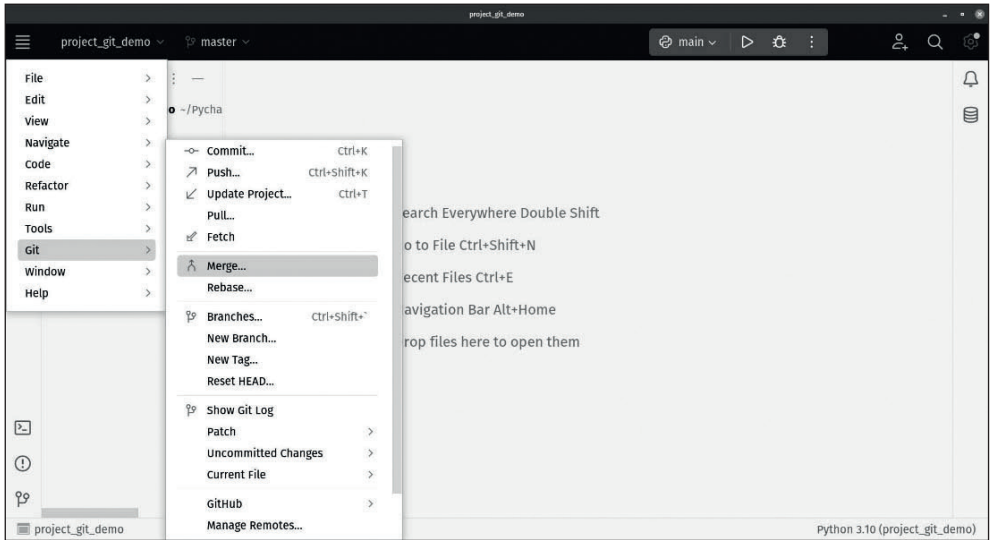 project_git_demo
project_git_demo master main
File
Edit
View
Navigate
Code
Refactor
Run
Tools
Git
Window
Help
o ~/Pycha
Commit... Ctrl+K
Push... Ctrl+Shift+K
Update Project... Ctrl+T
Pull...
Fetch
Merge...
Rebase...
Branches... Ctrl+Shift+`
New Branch...
New Tag...
Reset HEAD...
Show Git Log
Patch
Uncommitted Changes
Current File
GitHub
Manage Remotes...
earch Everywhere Double Shift
o to File Ctrl+Shift+N
ecent Files Ctrl+E
avigation Bar Alt+Home
rop files here to open them
project_git_demo Python 3.10 (project_git_demo)